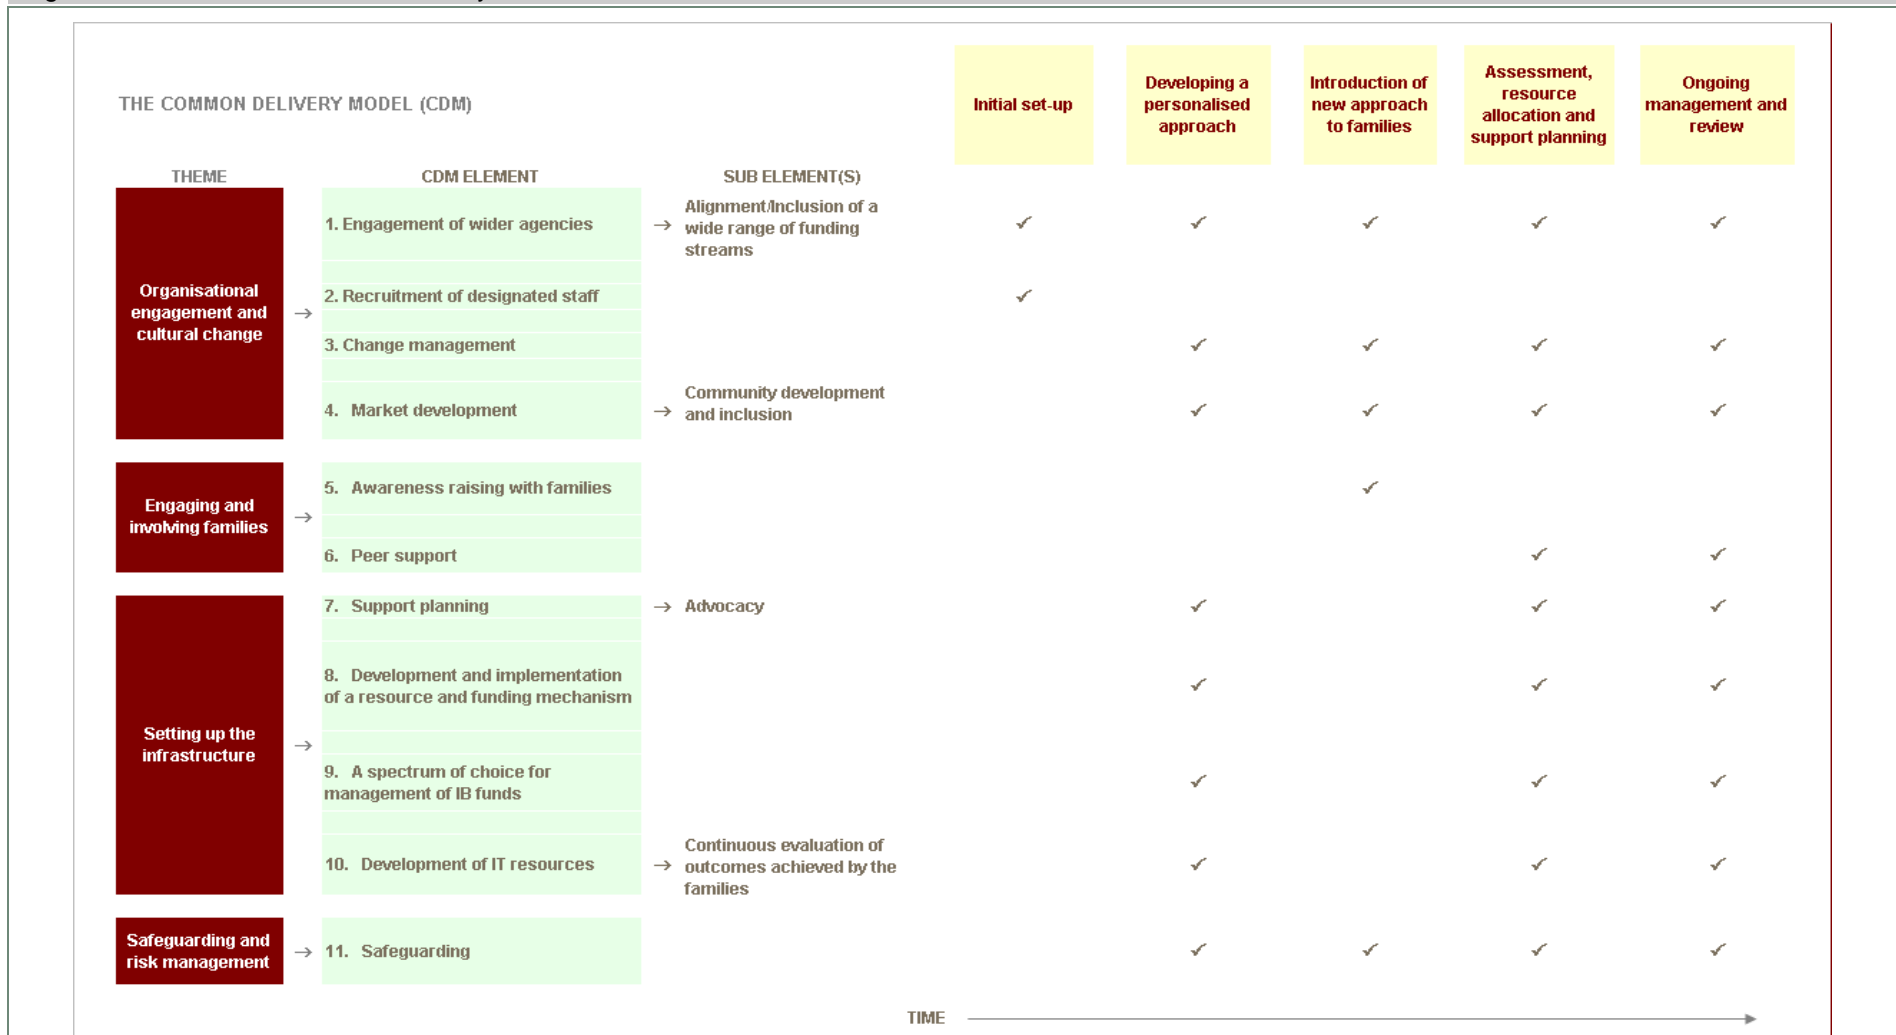 THE COMMON DELIVERY MODEL (CDM)
Initial set-up
Developing a
personalised
approach
Introduction of
new approach
to families
Assessment,
resource
allocation and
support planning
Ongoing
management and
review
THEME
CDM ELEMENT
SUB ELEMENT(S)
Organisational
engagement and
cultural change
→
1. Engagement of wider agencies
→
Alignment/Inclusion of a
wide range of funding
streams
✓ ✓ ✓ ✓ ✓
2. Recruitment of designated staff
✓
3. Change management
✓ ✓ ✓ ✓
4. Market development
→
Community development
and inclusion
✓ ✓ ✓ ✓
Engaging and
involving families
→
5. Awareness raising with families
✓
6. Peer support
✓ ✓
Setting up the
infrastructure
→
7. Support planning
→ Advocacy
✓ ✓ ✓
8. Development and implementation
of a resource and funding mechanism
✓ ✓ ✓
9. A spectrum of choice for
management of IB funds
✓ ✓ ✓
10. Development of IT resources
→
Continuous evaluation of
outcomes achieved by the
families
✓ ✓ ✓
Safeguarding and
risk management
→
11. Safeguarding
✓ ✓ ✓ ✓
TIME